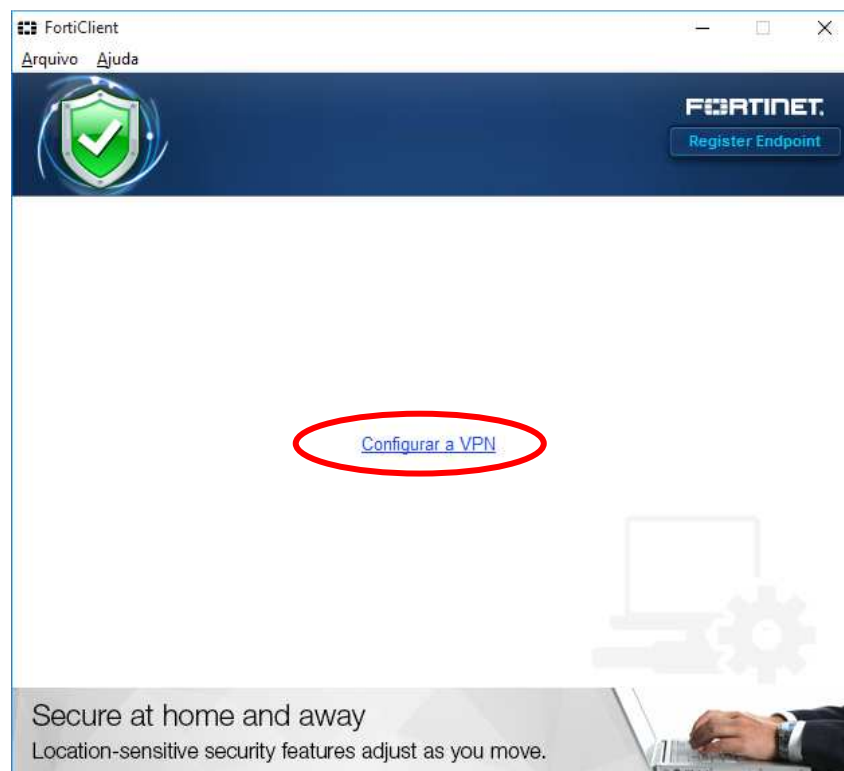 FortiClient
Arquivo Ajuda
FORTINET.
Register Endpoint
Configurar a VPN
Secure at home and away
Location-sensitive security features adjust as you move.